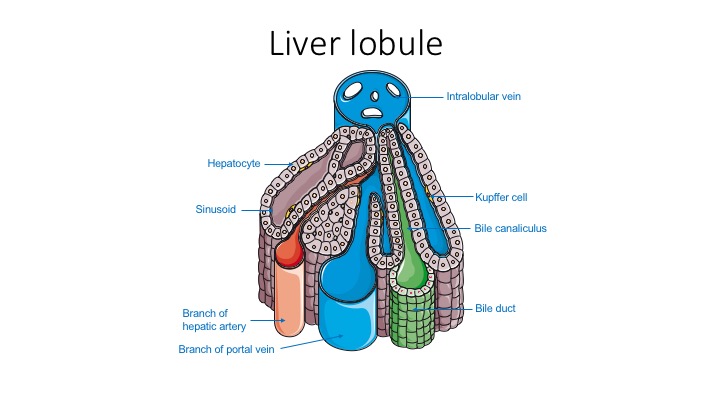 Liver lobule
Intralobular vein
Hepatocyte
Kupffer cell
Sinusoid
Bile canaliculus
Bile duct
Branch of
hepatic artery
Branch of portal vein